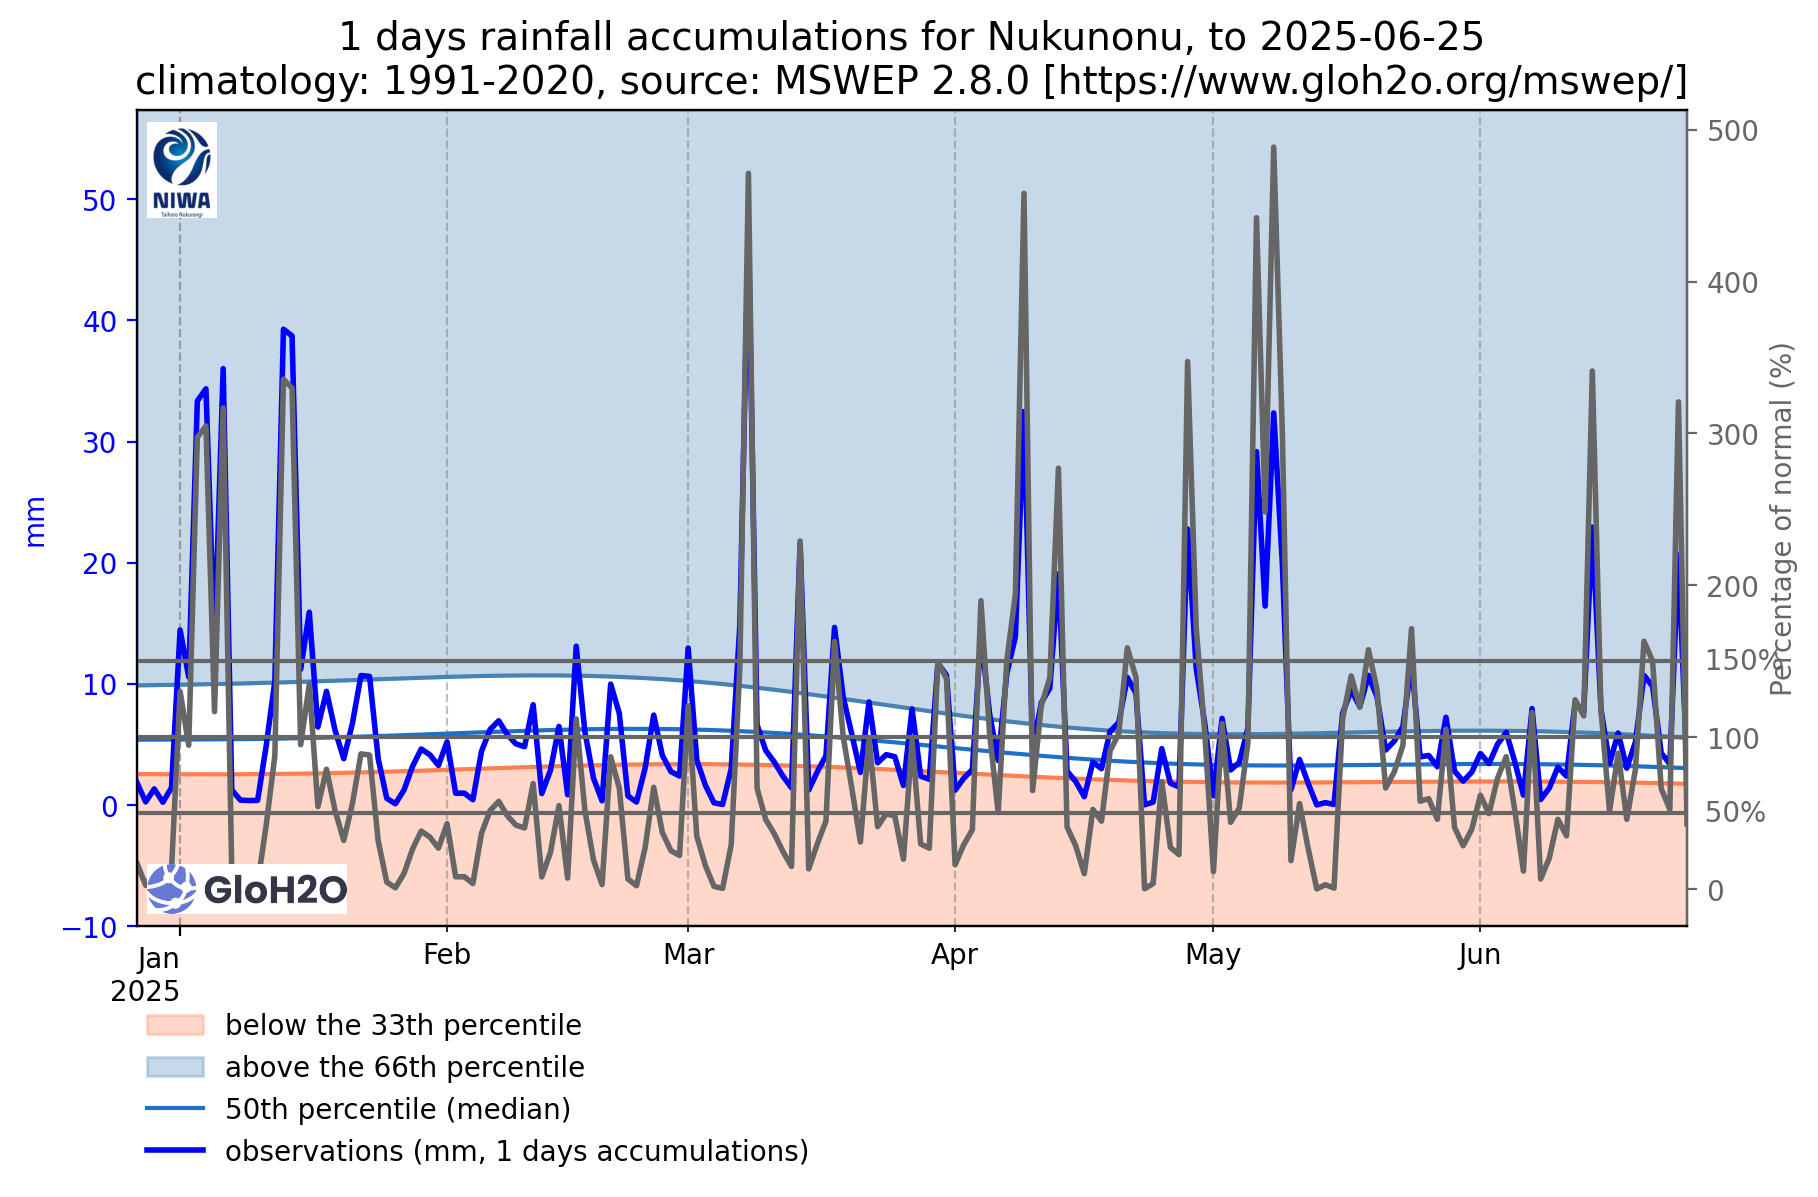 1 days rainfall accumulations for Nukunonu, to 2025-06-25
climatology: 1991-2020, source: MSWEP 2.8.0 [https://www.gloh2o.org/mswep/]
NIWA
Taihoro Nukurangi
50
40
30
20
10
0
−10
mm
500
400
300
200
150%
100
50%
0
Percentage of normal (%)
GloH2O
Jan
2025
Feb
Mar
Apr
May
Jun
below the 33th percentile
above the 66th percentile
50th percentile (median)
observations (mm, 1 days accumulations)